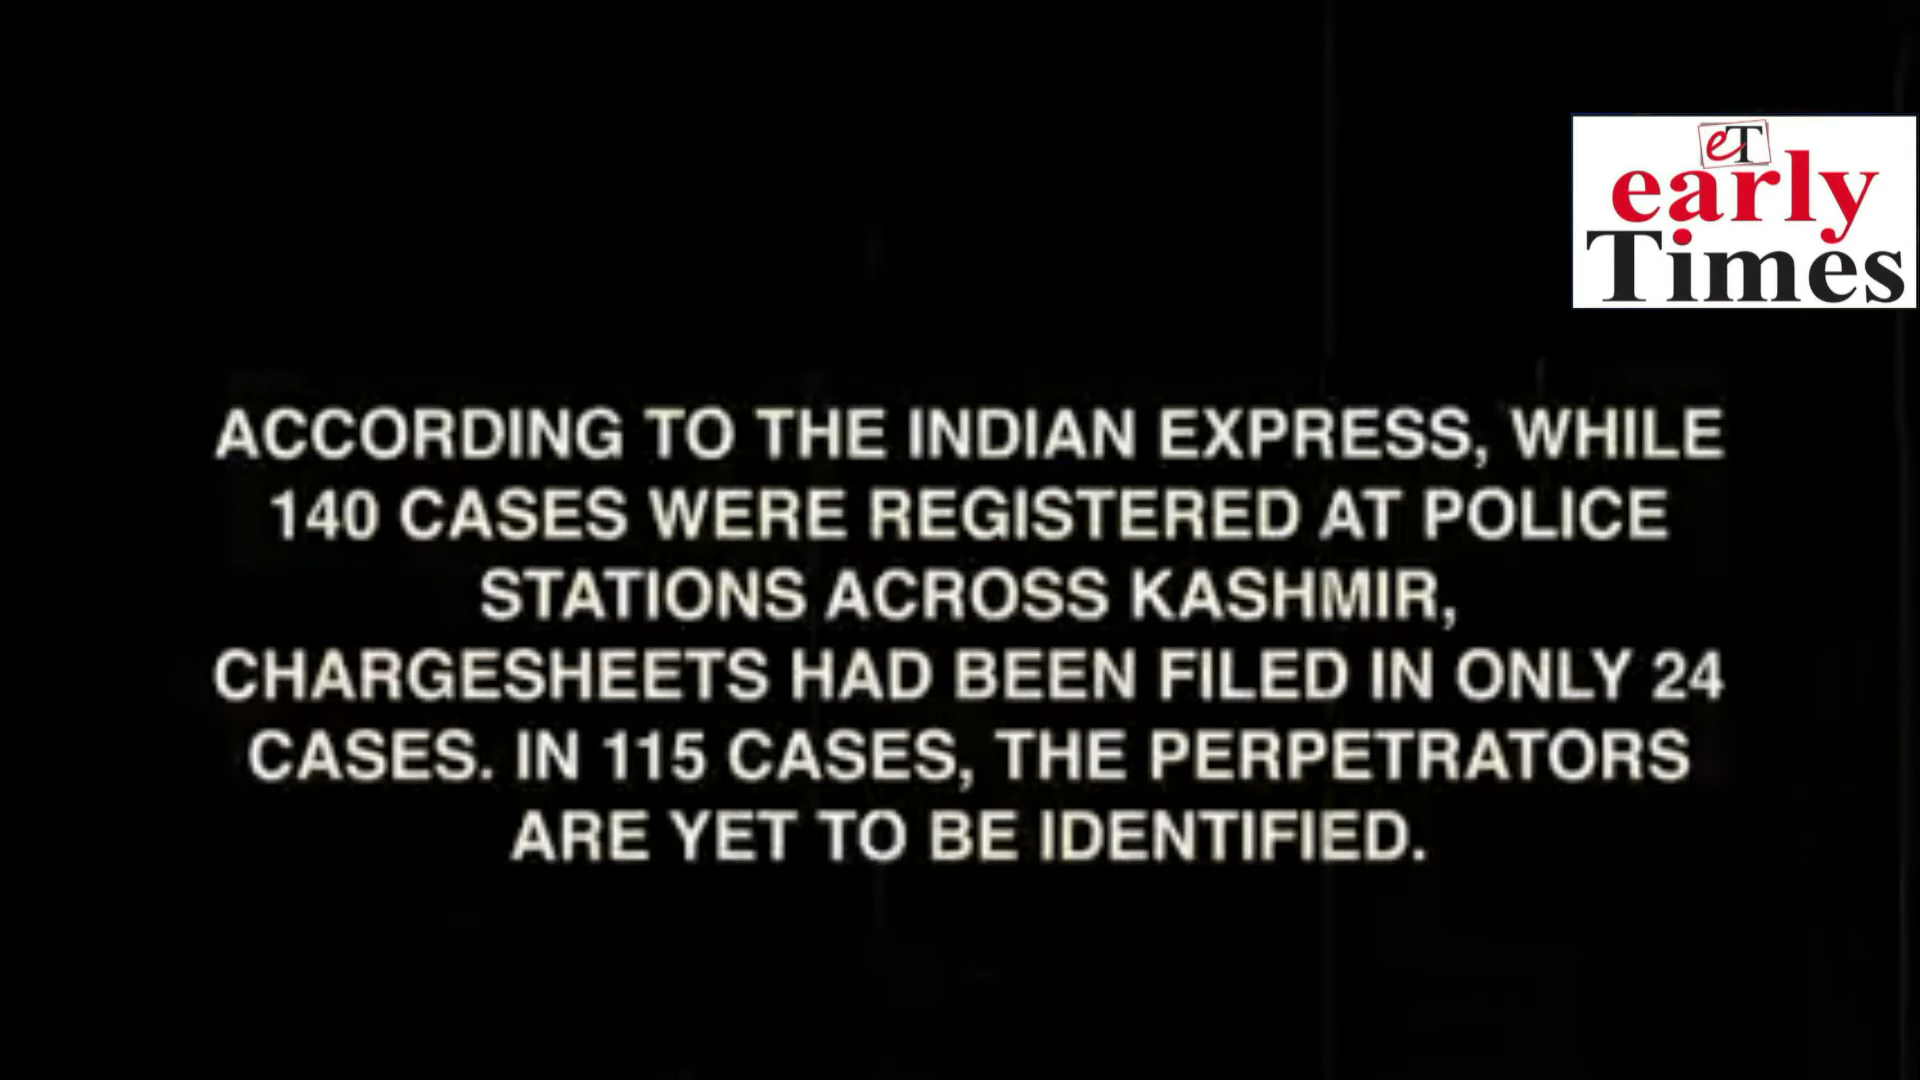 eT
early
Times
ACCORDING TO THE INDIAN EXPRESS, WHILE
140 CASES WERE REGISTERED AT POLICE
STATIONS ACROSS KASHMIR,
CHARGESHEETS HAD BEEN FILED IN ONLY 24
CASES. IN 115 CASES, THE PERPETRATORS
ARE YET TO BE IDENTIFIED.